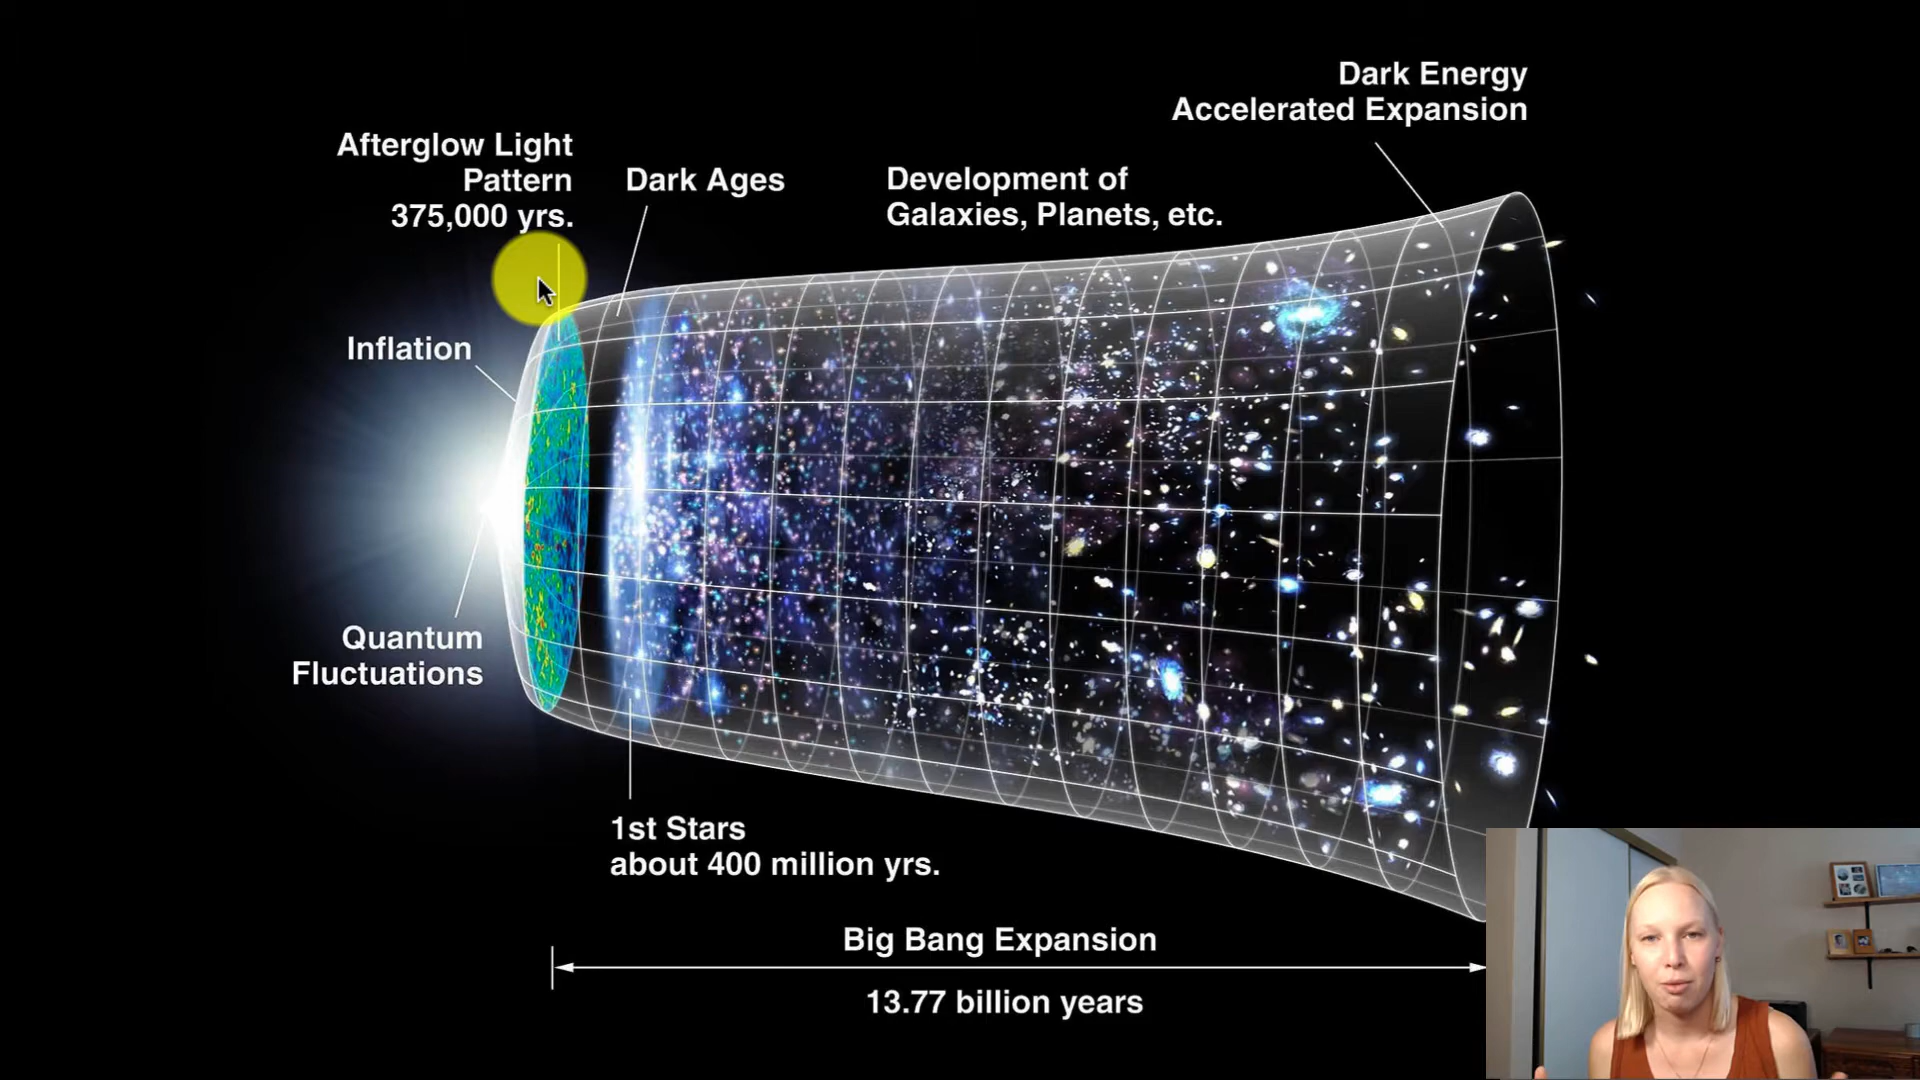 Dark Energy
Accelerated Expansion
Afterglow Light
Pattern
375,000 yrs.
Dark Ages
Development of
Galaxies, Planets, etc.
Inflation
Quantum
Fluctuations
1st Stars
about 400 million yrs.
Big Bang Expansion
13.77 billion years